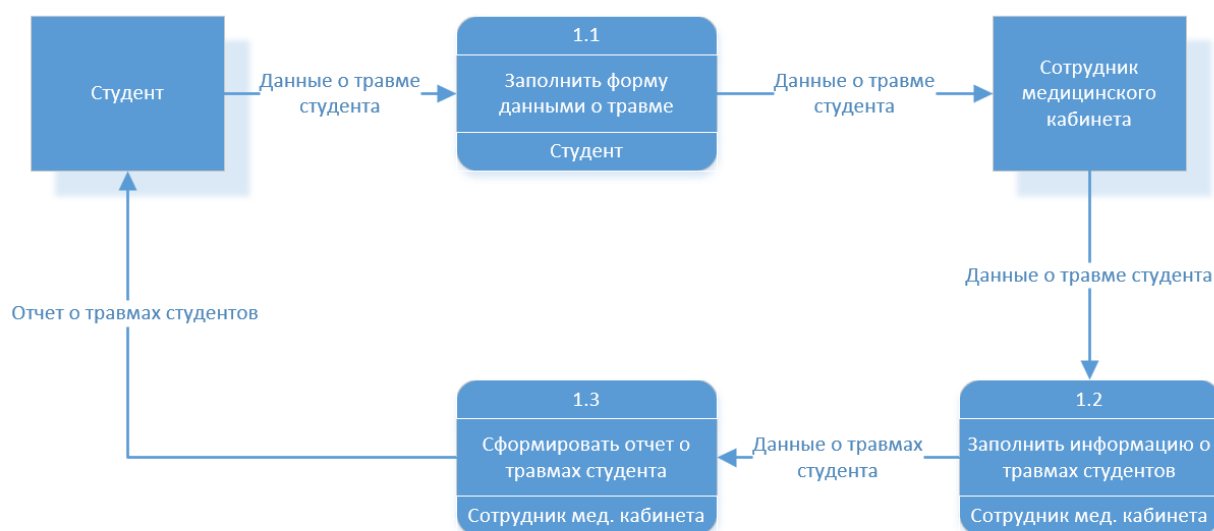 1.1
Студент
Данные о травме
студента
Заполнить форму
данными о травме
Студент
Данные о травме
студента
Сотрудник
медицинского
кабинета
Данные о травме студента
Отчет о травмах студентов
1.3
Сформировать отчет о
травмах студента
Сотрудник мед. кабинета
Данные о травмах
студента
1.2
Заполнить информацию о
травмах студентов
Сотрудник мед. кабинета